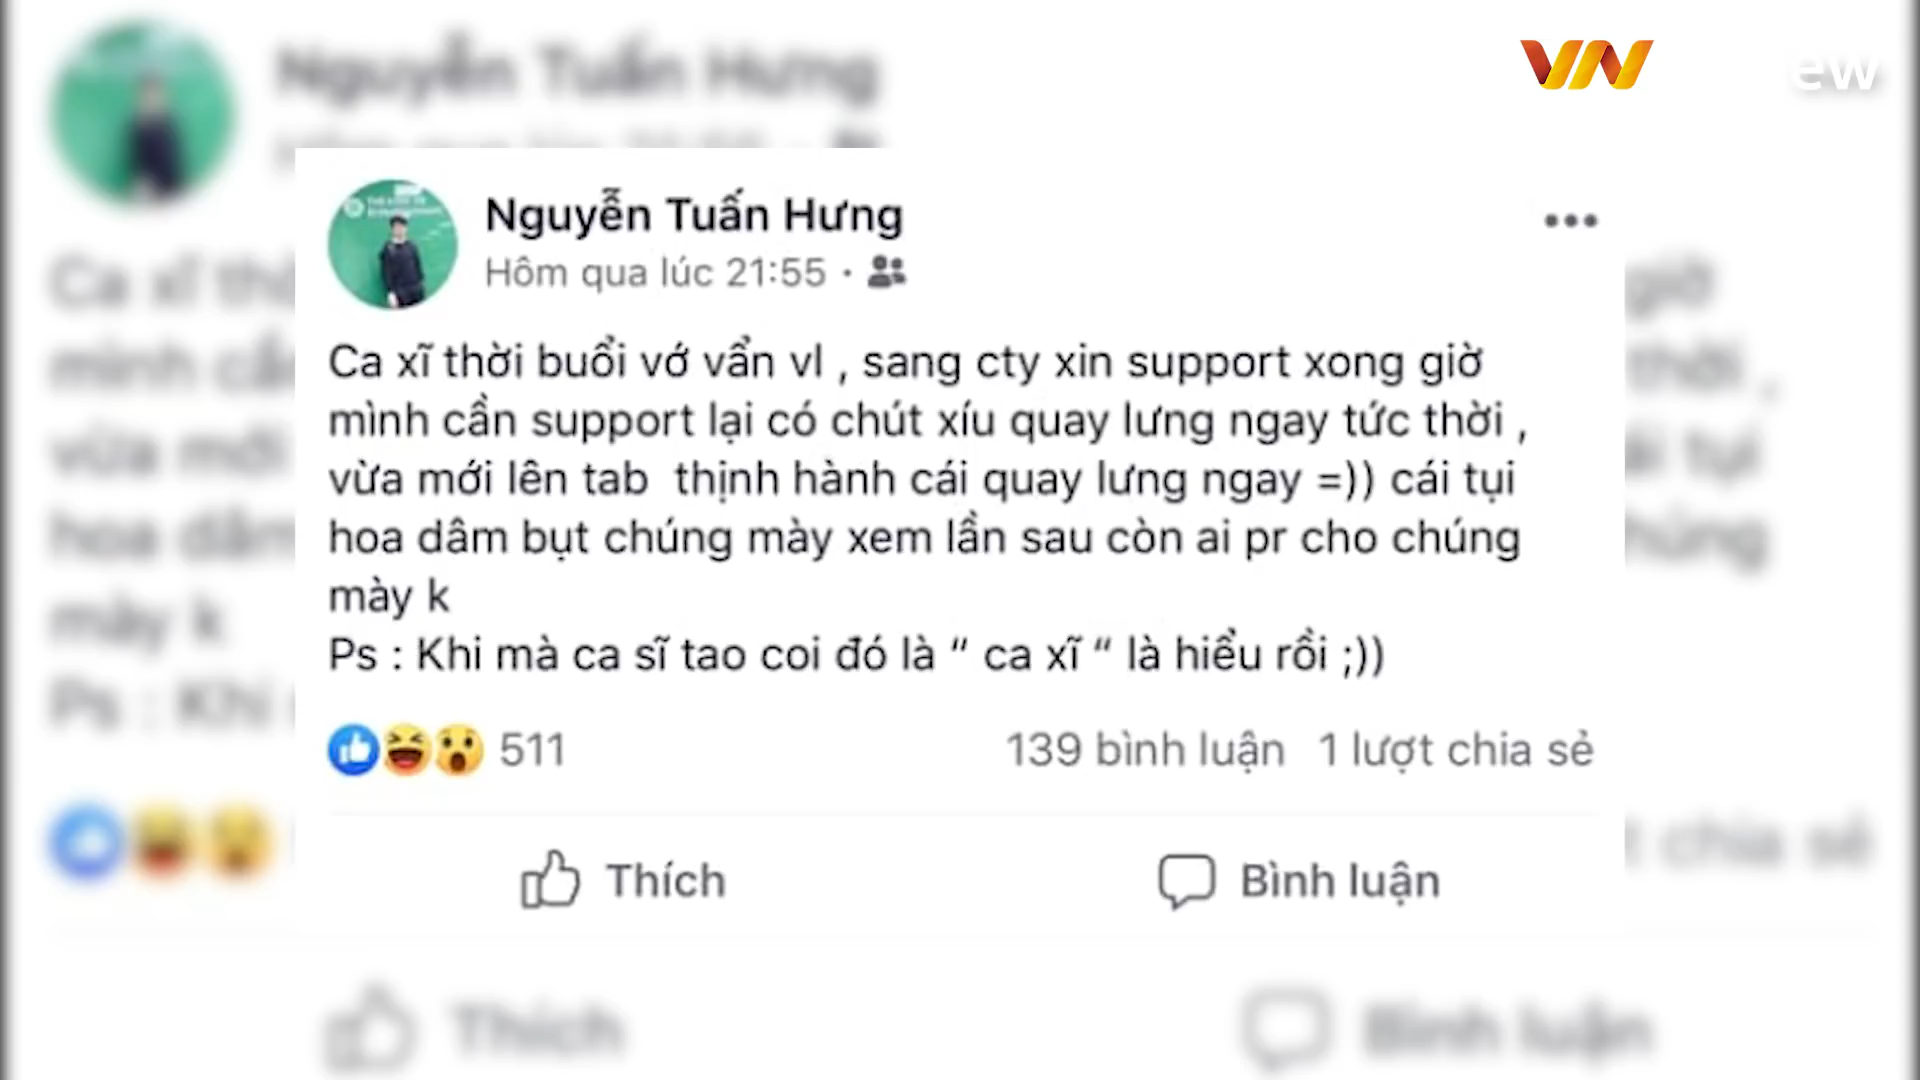 VN ew
Nguyễn Tuấn Hưng
Hôm qua lúc 21:55 ·
Ca xĩ thời buổi vớ vẩn vl , sang cty xin support xong giờ
mình cần support lại có chút xíu quay lưng ngay tức thời ,
vừa mới lên tab thịnh hành cái quay lưng ngay =)) cái tụi
hoa dâm bụt chúng mày xem lần sau còn ai pr cho chúng
mày k
Ps : Khi mà ca sĩ tao coi đó là “ ca xĩ “ là hiểu rồi ;))
511 139 bình luận 1 lượt chia sẻ
Thích Bình luận